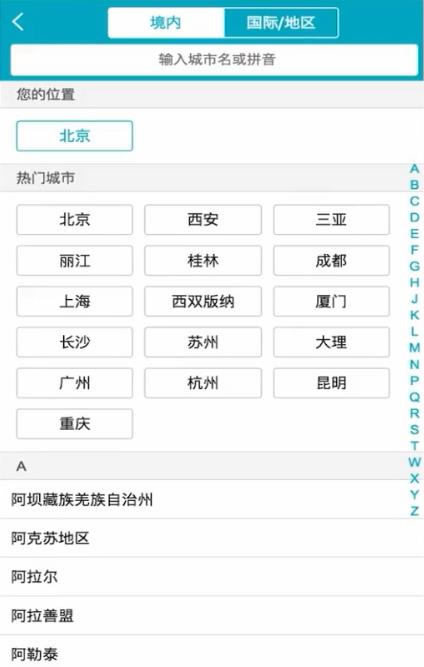 境内 国际/地区
输入城市名或拼音
您的位置
北京
热门城市
北京 西安 三亚
丽江 桂林 成都
上海 西双版纳 厦门
长沙 苏州 大理
广州 杭州 昆明
重庆
A
阿坝藏族羌族自治州
阿克苏地区
阿拉尔
阿拉善盟
阿勒泰
A
B
C
D
E
F
G
H
J
K
L
M
N
P
Q
R
S
T
W
X
Y
Z